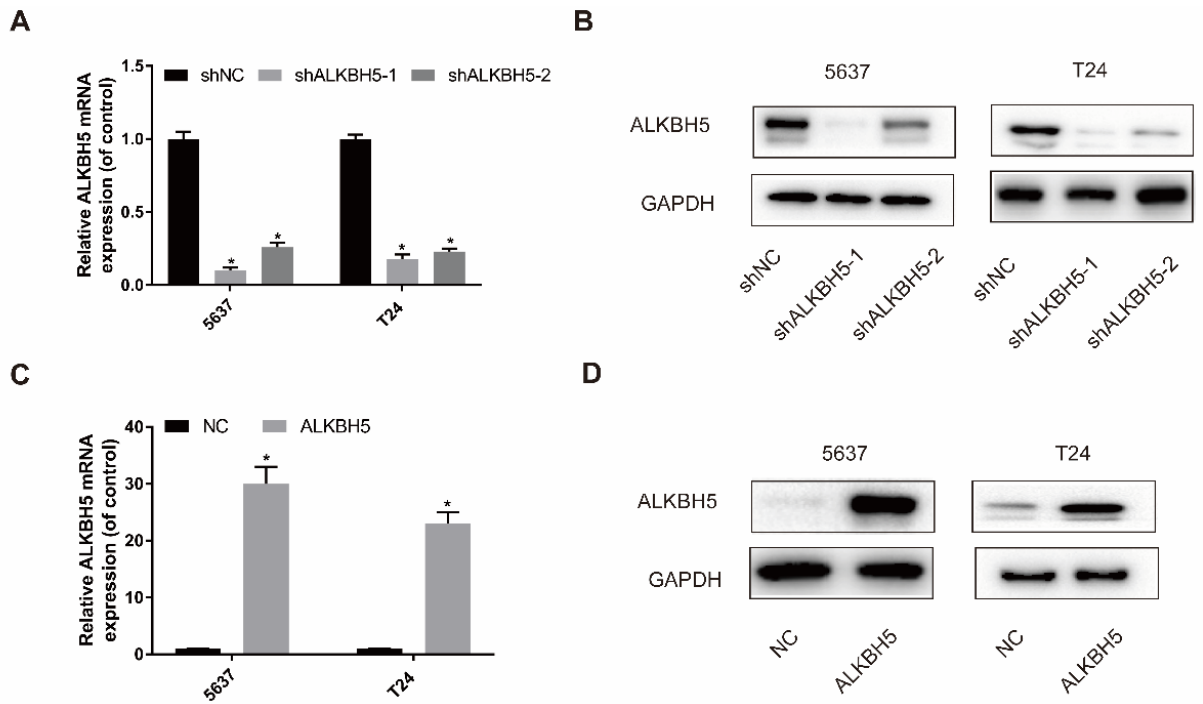 A
Relative ALKBH5 mRNA
expression (of control)
shNC shALKBH5-1 shALKBH5-2
1.5
1.0
0.5
0.0
* * * *
5637 T24
B
5637 T24
ALKBH5
GAPDH
shNC shALKBH5-1 shALKBH5-2 shNC shALKBH5-1 shALKBH5-2
C
Relative ALKBH5 mRNA
expression (of control)
NC ALKBH5
40
30
20
10
0
* *
5637 T24
D
5637 T24
ALKBH5
GAPDH
NC ALKBH5 NC ALKBH5